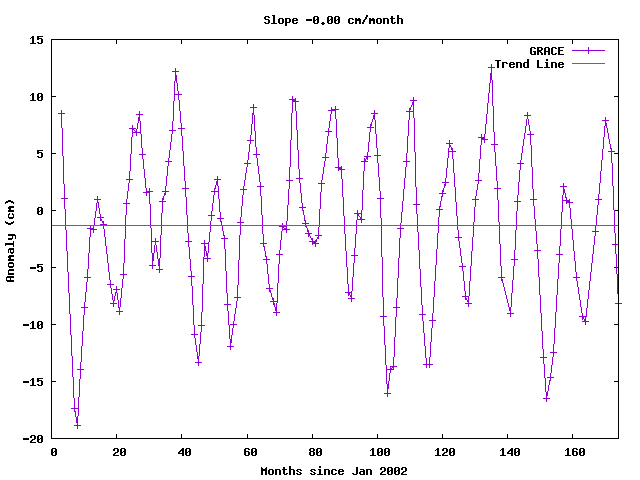 Slope -0.00 cm/month
GRACE
Trend Line
15
10
5
0
-5
-10
-15
-20
Anomaly (cm)
0 20 40 60 80 100 120 140 160
Months since Jan 2002